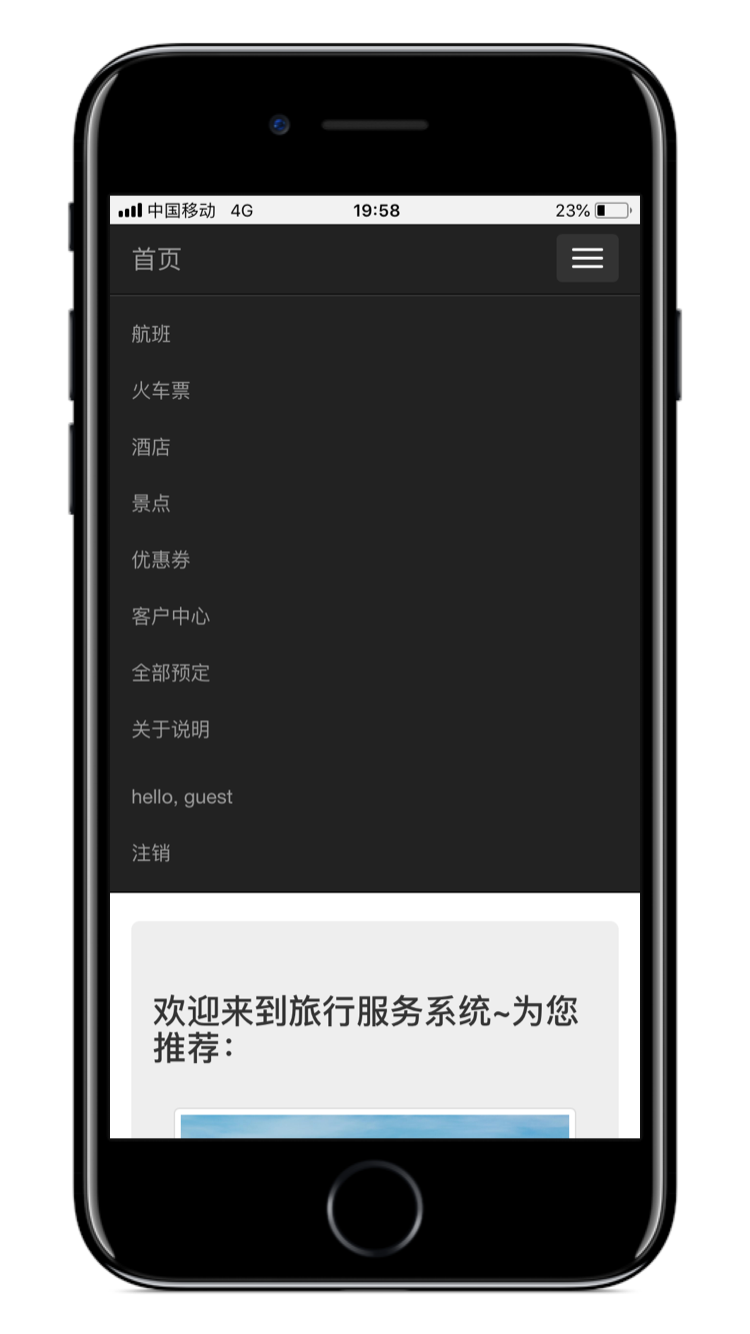 中国移动 4G 19:58 23%
首页
航班
火车票
酒店
景点
优惠券
客户中心
全部预定
关于说明
hello, guest
注销
欢迎来到旅行服务系统~为您
推荐：